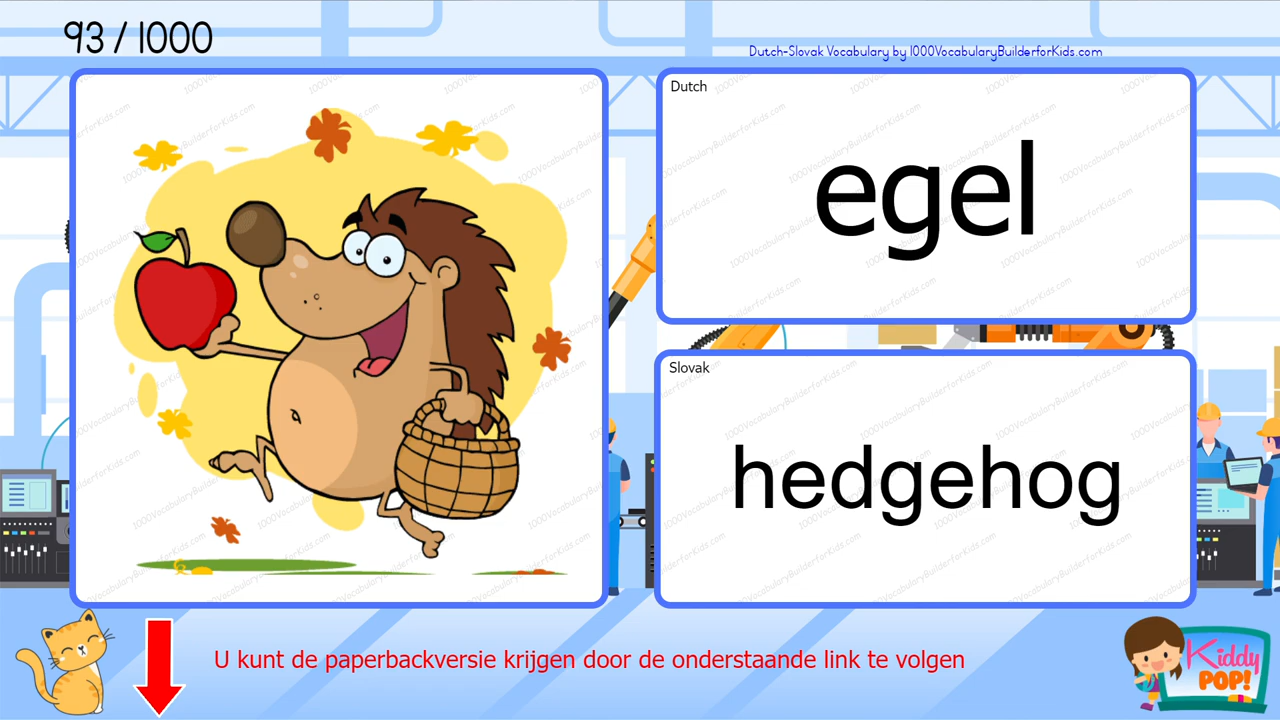 93 / 1000
Dutch-Slovak Vocabulary by 1000VocabularyBuilderforKids.com
Dutch
egel
Slovak
hedgehog
U kunt de paperbackversie krijgen door de onderstaande link te volgen
Kiddy
POP!